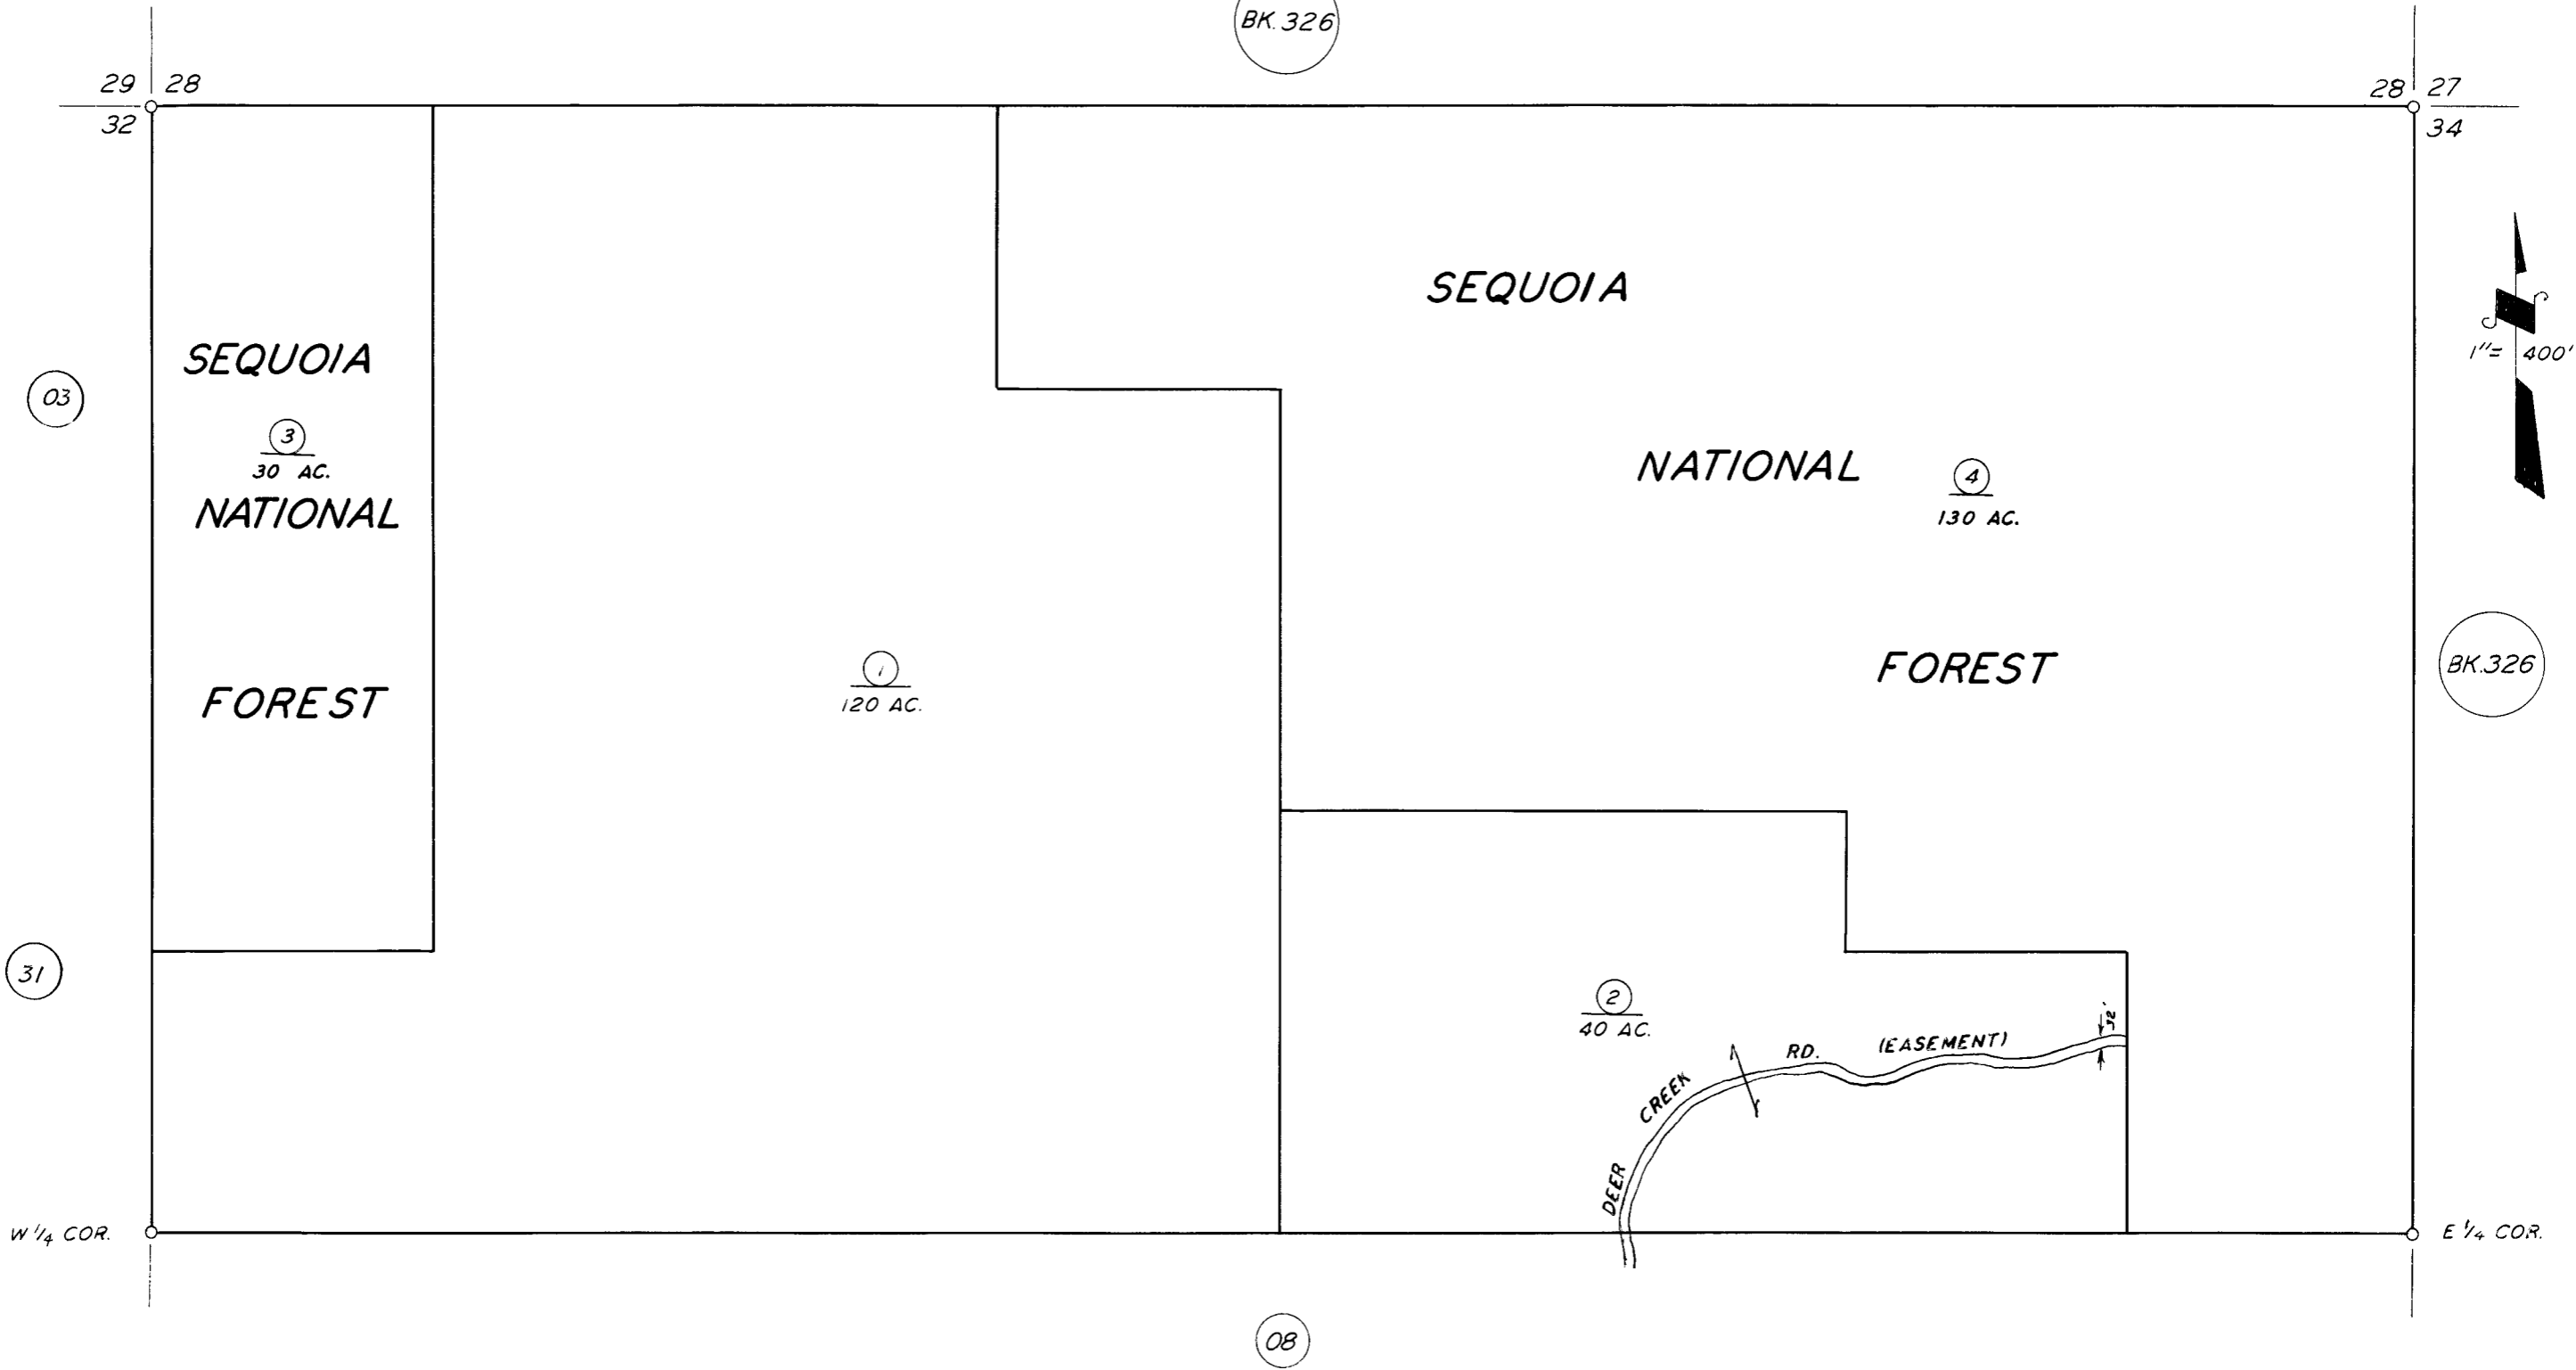 BK. 326
29 28
32
28 27
34
1"= 400'
SEQUOIA
NATIONAL
4
130 AC.
FOREST
SEQUOIA
3
30 AC.
NATIONAL
FOREST
03
BK.326
1
120 AC.
31
2
40 AC.
DEER CREEK RD. (EASEMENT)
32'
W 1/4 COR.
E 1/4 COR.
08